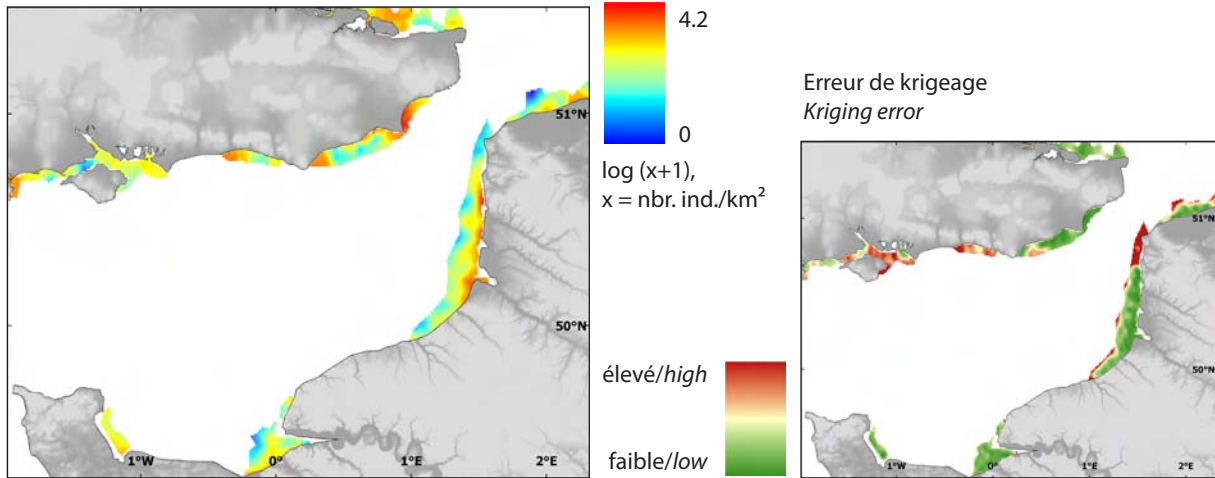 4.2
0
log (x+1),
x = nbr. ind./km²
51°N
50°N
1°W
0°
1°E
2°E
Erreur de krigeage
Kriging error
élevé/high
faible/low
51°N
50°N
1°W
0°
1°E
2°E